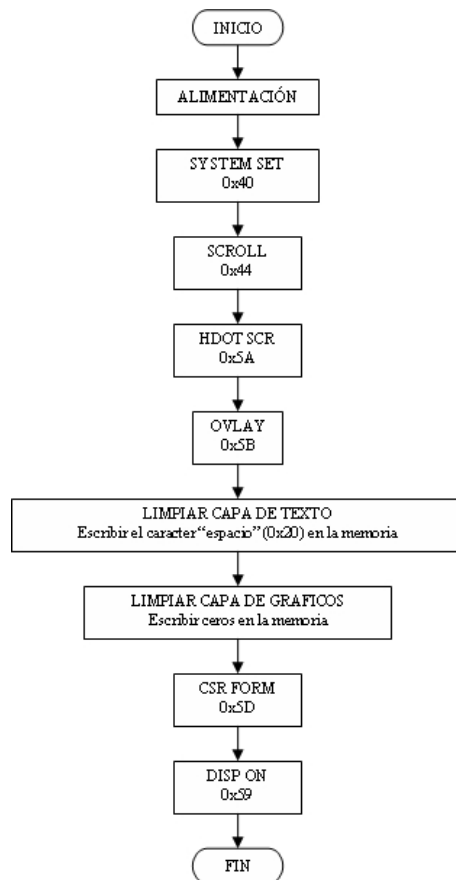 INICIO
ALIMENTACIÓN
SYSTEM SET
0x40
SCROLL
0x44
HDOT SCR
0x5A
OVLAY
0x5B
LIMPIAR CAPA DE TEXTO
Escribir el caracter “espacio” (0x20) en la memoria
LIMPIAR CAPA DE GRAFICOS
Escribir ceros en la memoria
CSR FORM
0x5D
DISP ON
0x59
FIN